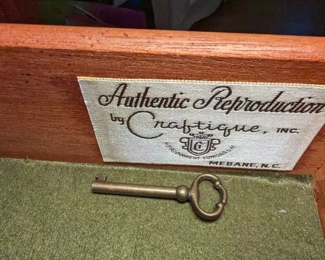 Authentic Reproduction
by Craftique, INC.
MEBANE, N.C.